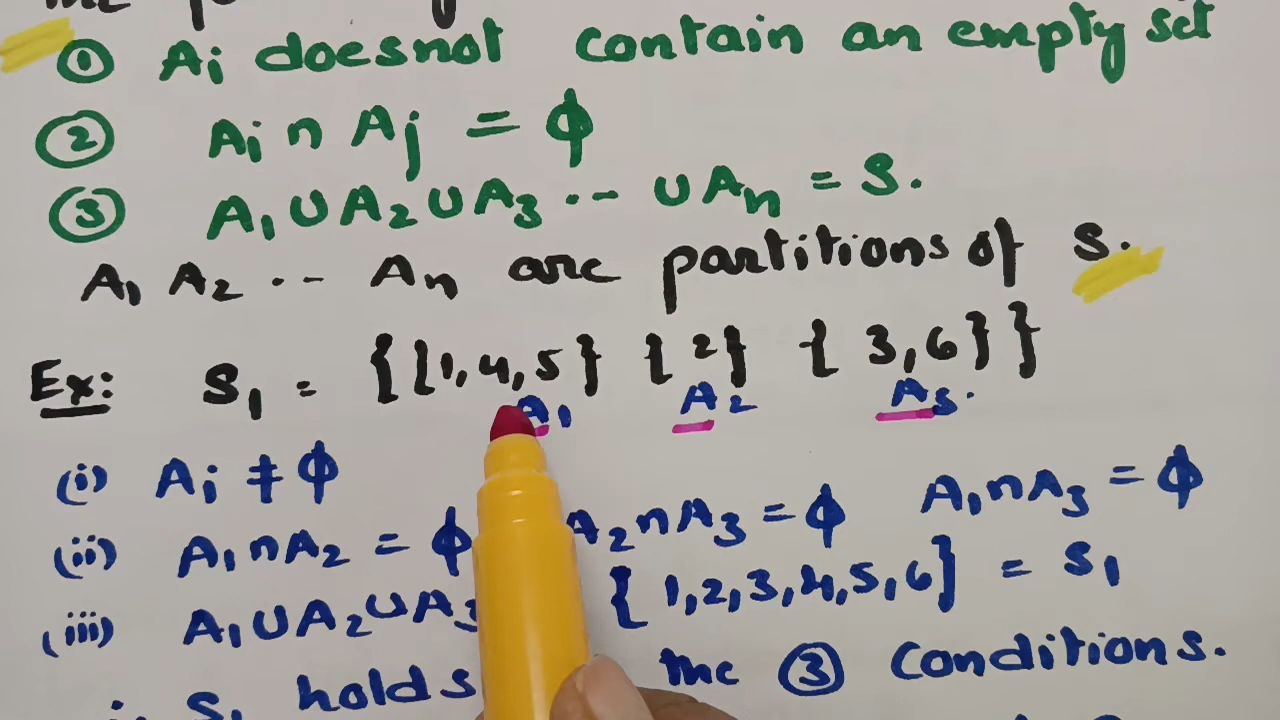 ① Ai doesnot contain an empty set
② Ai ∩ Aj = ϕ
③ A1 ∪ A2 ∪ A3 ... ∪ An = S.
A1 A2 ... An are partitions of S.
Ex: S1 = {{1,4,5} {2} {3,6}}
A1 A2 A3.
(i) Ai ≠ ϕ
(ii) A1 ∩ A2 = ϕ A2 ∩ A3 = ϕ A1 ∩ A3 = ϕ
(iii) A1 ∪ A2 ∪ A3 {1,2,3,4,5,6} = S1
S1 holds the ③ conditions.